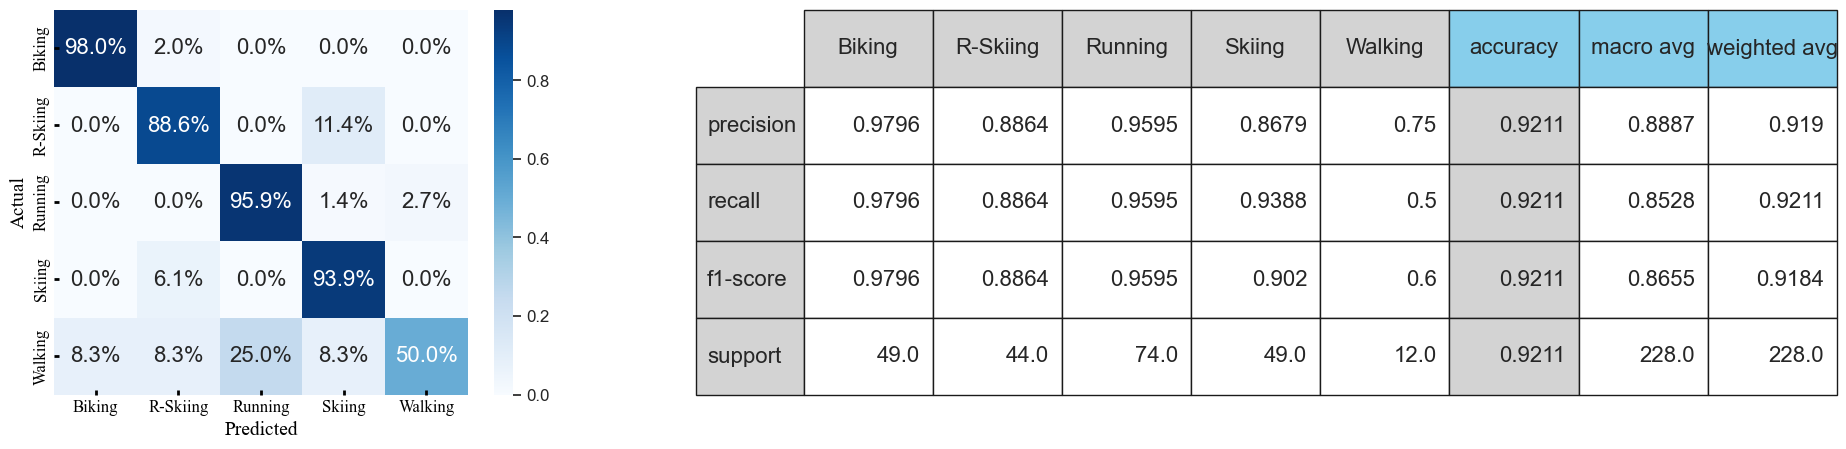 Actual
Biking 98.0% 2.0% 0.0% 0.0% 0.0%
R-Skiing 0.0% 88.6% 0.0% 11.4% 0.0%
Running 0.0% 0.0% 95.9% 1.4% 2.7%
Skiing 0.0% 6.1% 0.0% 93.9% 0.0%
Walking 8.3% 8.3% 25.0% 8.3% 50.0%
Biking R-Skiing Running Skiing Walking
Predicted
0.8
0.6
0.4
0.2
0.0
Biking R-Skiing Running Skiing Walking accuracy macro avg weighted avg
precision 0.9796 0.8864 0.9595 0.8679 0.75 0.9211 0.8887 0.919
recall 0.9796 0.8864 0.9595 0.9388 0.5 0.9211 0.8528 0.9211
f1-score 0.9796 0.8864 0.9595 0.902 0.6 0.9211 0.8655 0.9184
support 49.0 44.0 74.0 49.0 12.0 0.9211 228.0 228.0